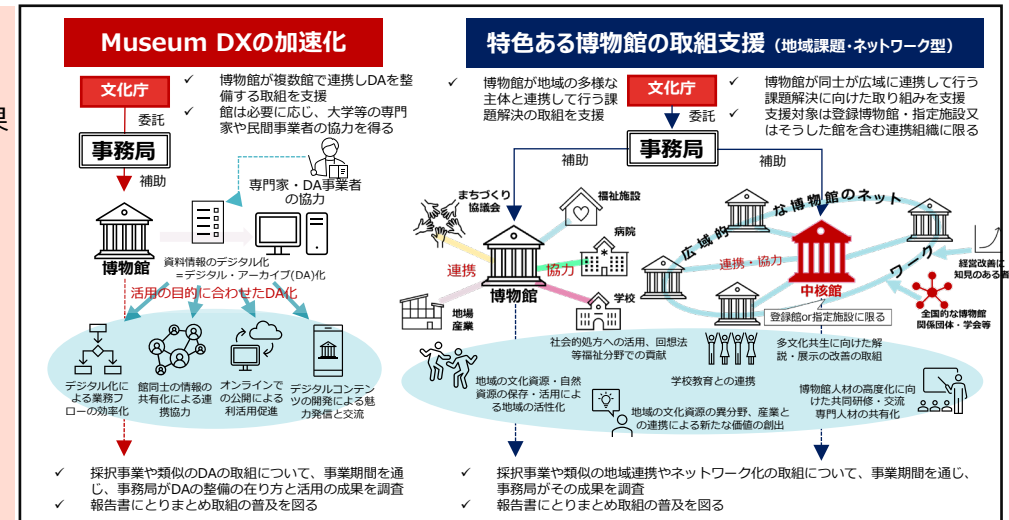 果
Museum DXの加速化
文化庁
委託
事務局
補助
✓ 博物館が複数館で連携しDAを整
備する取組を支援
✓ 館は必要に応じ、大学等の専門
家や民間事業者の協力を得る
専門家・DA事業者
の協力
博物館
資料情報のデジタル化
=デジタル・アーカイブ(DA)化
活用の目的に合わせたDA化
デジタル化に
よる業務フ
ローの効率化
館同士の情報の
共有化による連
携協力
オンラインで
の公開による
利活用促進
デジタルコンテン
ツの開発による魅
力発信と交流
✓ 採択事業や類似のDAの取組について、事業期間を通
じ、事務局がDAの整備の在り方と活用の成果を調査
✓ 報告書にとりまとめ取組の普及を図る
特色ある博物館の取組支援(地域課題・ネットワーク型)
✓ 博物館が地域の多様な
主体と連携して行う課
題解決の取組を支援
文化庁
委託
事務局
補助
補助
✓ 博物館が同士が広域に連携して行う
課題解決に向けた取り組みを支援
✓ 支援対象は登録博物館・指定施設又
はそうした館を含む連携組織に限る
まちづくり
協議会
福祉施設
病院
連携
協力
博物館
地場
産業
学校
広域的な博物館のネットワーク
連携・協力
中核館
登録館or指定施設に限る
経営改善に
知見のある者
全国的な博物館
関係団体・学会等
社会的処方への活用、回想法
等福祉分野での貢献
地域の文化資源・自然
資源の保存・活用によ
る地域の活性化
学校教育との連携
地域の文化資源の異分野、産業と
の連携による新たな価値の創出
多文化共生に向けた解
説・展示の改善の取組
博物館人材の高度化に向
けた共同研修・交流
専門人材の共有化
✓ 採択事業や類似の地域連携やネットワーク化の取組について、事業期間を通じ、
事務局がその成果を調査
✓ 報告書にとりまとめ取組の普及を図る